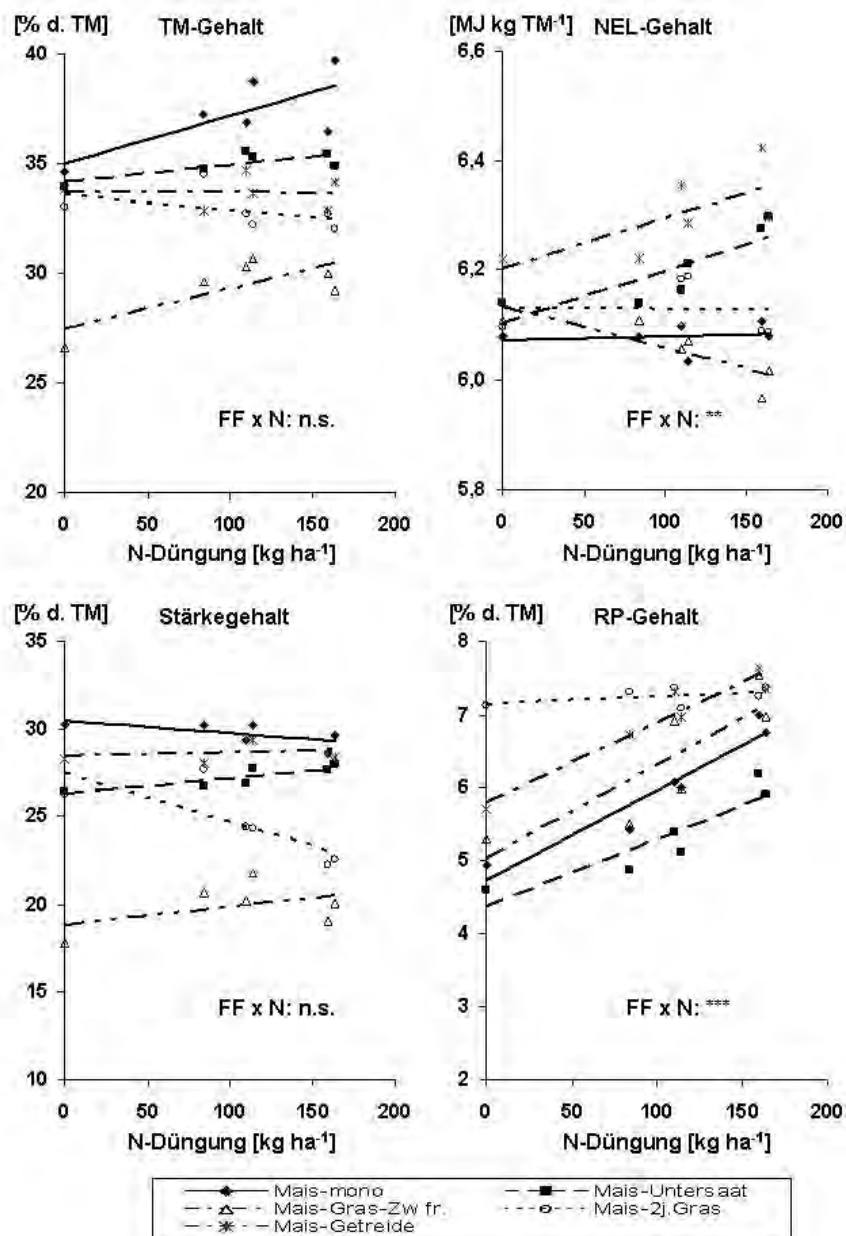 [% d. TM] TM-Gehalt
40
35
30
25
20
FF x N: n.s.
0 50 100 150 200
N-Düngung [kg ha⁻¹]
[MJ kg TM⁻¹] NEL-Gehalt
6,6
6,4
6,2
6,0
5,8
FF x N: **
0 50 100 150 200
N-Düngung [kg ha⁻¹]
[% d. TM] Stärkegehalt
35
30
25
20
15
10
FF x N: n.s.
0 50 100 150 200
N-Düngung [kg ha⁻¹]
[% d. TM] RP-Gehalt
8
7
6
5
4
3
2
FF x N: ***
0 50 100 150 200
N-Düngung [kg ha⁻¹]
Mais-mono Mais-Untersaat
Mais-Gras-Zw fr. Mais-2j.Gras
Mais-Getreide